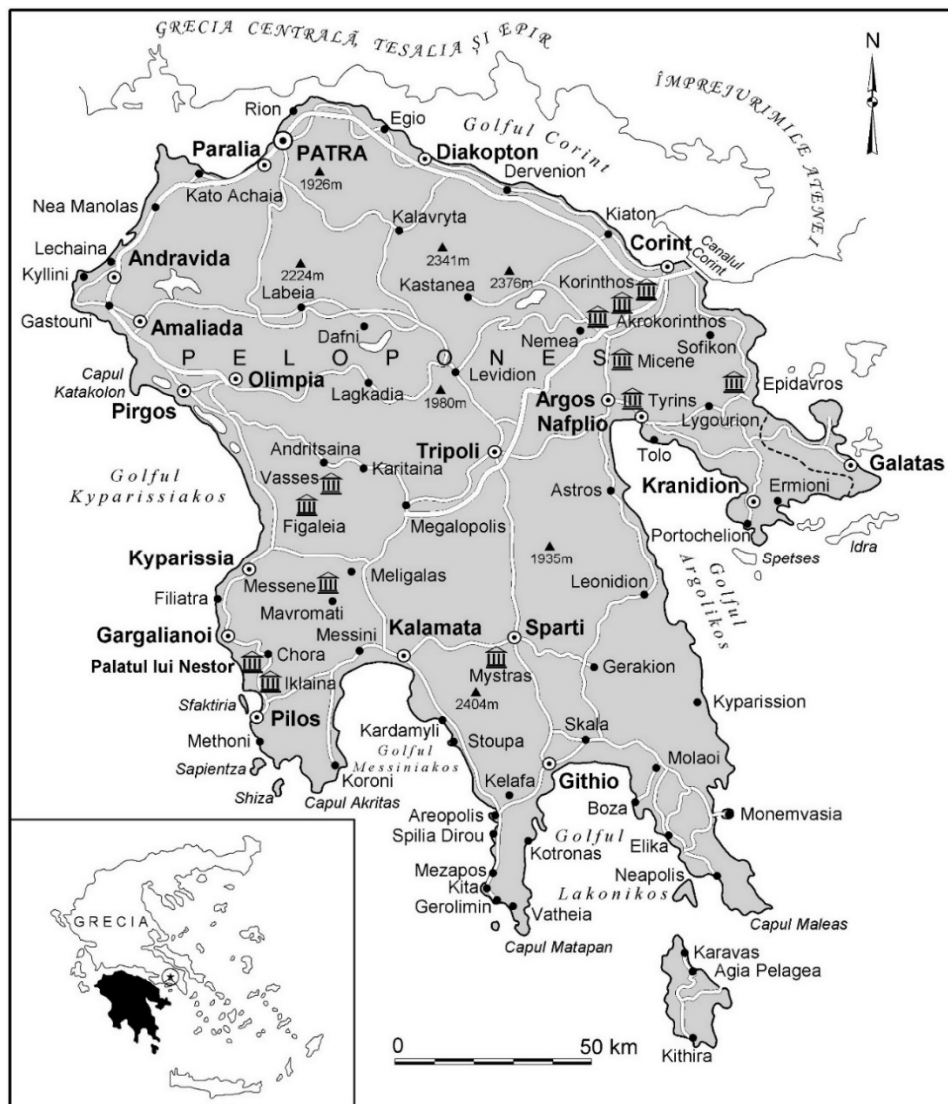 GRECIA CENTRALĂ, TESALIA ȘI EPIR
N
ÎMPREJURIMILE ATENEI
Rion
Egio
Golful Corint
Paralia
PATRA
Diakopton
1926m
Dervenion
Kato Achaia
Nea Manolas
Kalavryta
Kiaton
Lechaina
Andravida
Corint
Canalul
Corint
Kyllini
2224m
2341m
2376m
Korinthos
Labeia
Kastanea
Gastouni
Amaliada
Akrokorinthos
Dafni
Nemea
Sofikon
PELOPONES
Micene
Capul
Katakolon
Olimpia
Levidion
Epidavros
Lagkadia
1980m
Argos
Tyrins
Pirgos
Nafplio
Lygourion
Andritsaina
Tripoli
Tolo
Golful
Kyparissiakos
Vasses
Karitaina
Galatas
Figaleia
Astros
Kranidion
Ermioni
Megalopolis
Portochelion
Idra
Spetses
Kyparissia
1935m
Golful
Argolikos
Messene
Meligalas
Leonidion
Filiatra
Mavromati
Gargalianoi
Messini
Kalamata
Sparti
Palatul lui Nestor
Chora
Gerakion
Iklaina
Mystras
Sfaktiria
2404m
Kyparission
Pilos
Kardamyli
Skala
Methoni
Golful
Messiniakos
Stoupa
Molaoi
Sapientza
Koroni
Kelafa
Githio
Shiza
Capul Akritas
Areopolis
Boza
Monemvasia
Spilia Dirou
Golful
Lakonikos
Kotronas
Elika
Mezapos
Neapolis
Kita
Gerolimin
Vatheia
Capul Maleas
Capul Matapan
GRECIA
Karavas
Agia Pelagea
0
50 km
Kithira